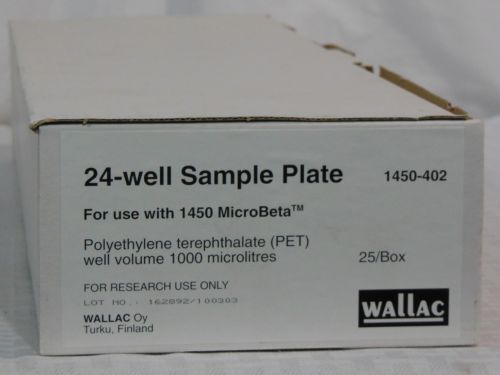 24-well Sample Plate 1450-402
For use with 1450 MicroBeta™
Polyethylene terephthalate (PET)
well volume 1000 microlitres 25/Box
FOR RESEARCH USE ONLY
LOT NO.: 162892/100303
WALLAC Oy
Turku, Finland
WALLAC